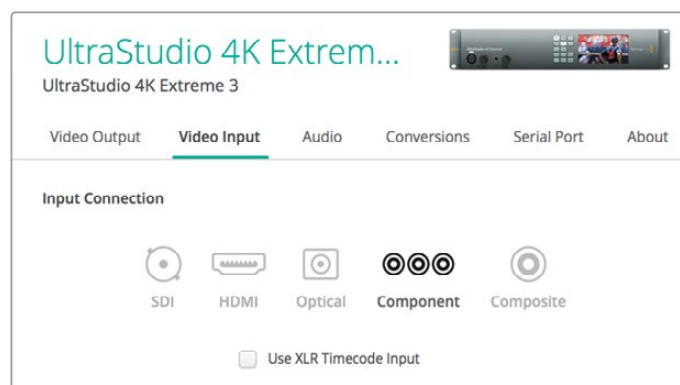 UltraStudio 4K Extrem...
UltraStudio 4K Extreme 3
Video Output Video Input Audio Conversions Serial Port About
Input Connection
SDI HDMI Optical Component Composite
Use XLR Timecode Input